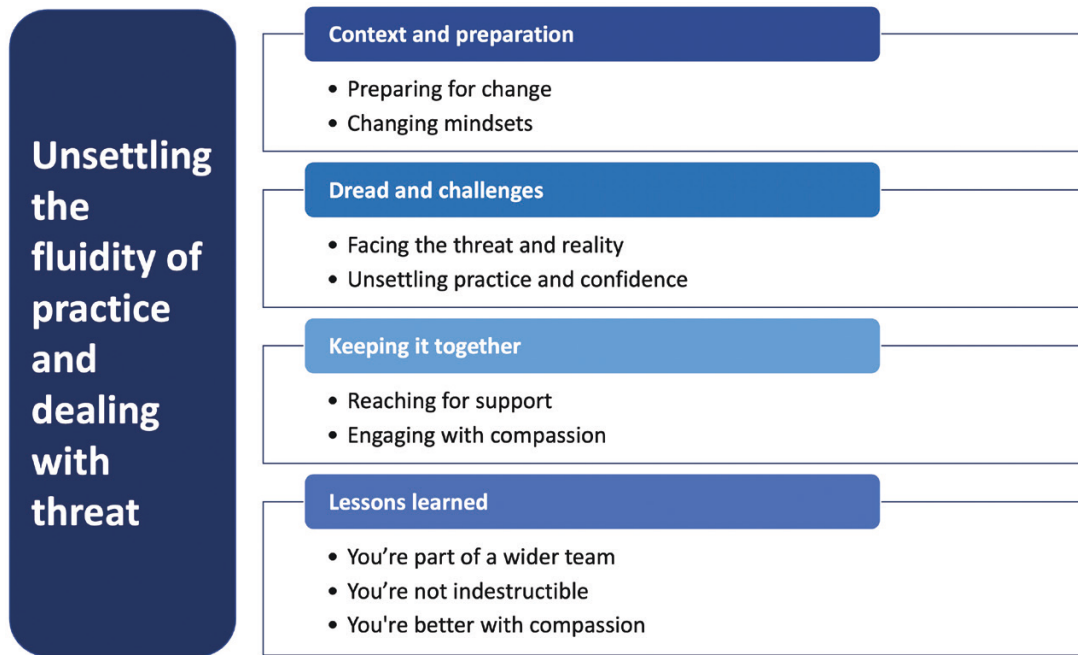 Unsettling
the
fluidity of
practice
and
dealing
with
threat
Context and preparation
• Preparing for change
• Changing mindsets
Dread and challenges
• Facing the threat and reality
• Unsettling practice and confidence
Keeping it together
• Reaching for support
• Engaging with compassion
Lessons learned
• You’re part of a wider team
• You’re not indestructible
• You're better with compassion